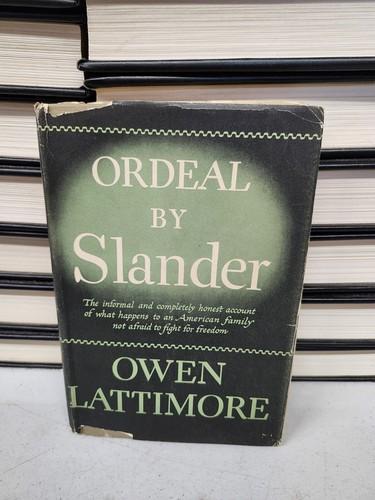 ORDEAL
BY
Slander
The informal and completely honest account
of what happens to an American family
not afraid to fight for freedom
OWEN
LATTIMORE